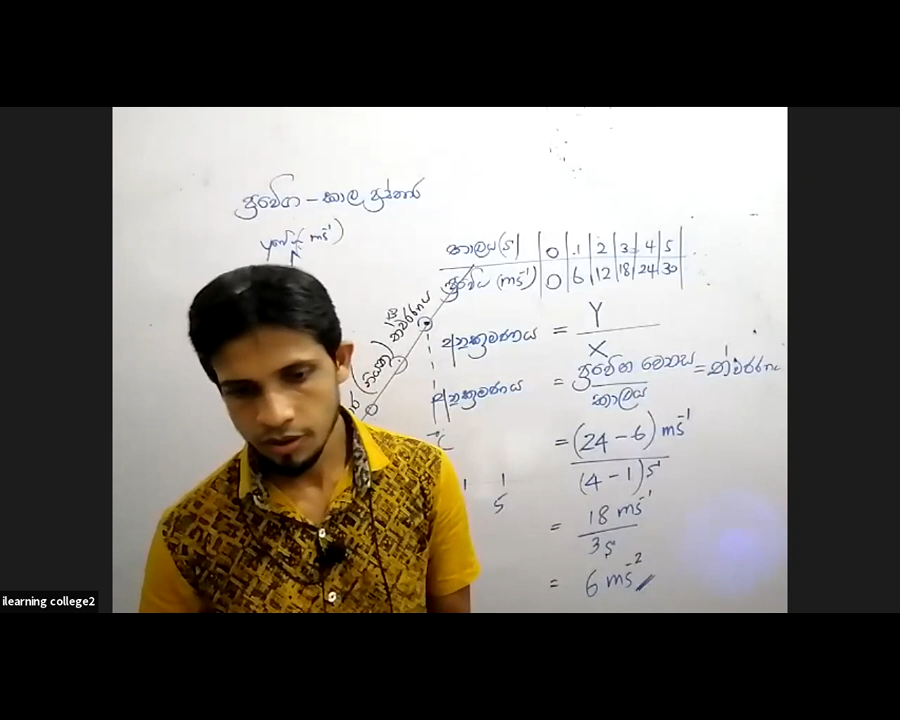 ප්‍රවේග - කාල ප්‍රස්තාර
(ms⁻¹)
කාලය (s) | 0 | 1 | 2 | 3 | 4 | 5
ප්‍රවේගය (ms⁻¹) | 0 | 6 | 12 | 18 | 24 | 30
ත්වරණය
අනුක්‍රමණය = Y / X
අනුක්‍රමණය = ප්‍රවේග වෙනස / කාලය = ත්වරණය
= (24 - 6) ms⁻¹ / (4 - 1) s
= 18 ms⁻¹ / 3 s
= 6 ms⁻²
5
ilearning college2